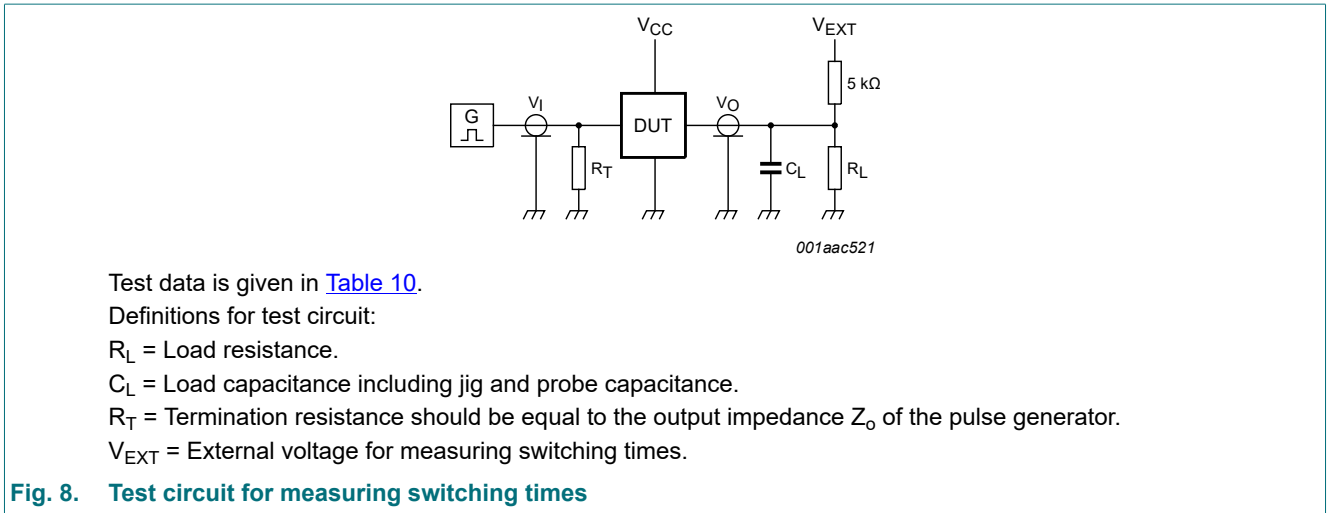 VCC
VEXT
5 kΩ
G
VI
DUT
VO
RT
CL
RL
001aac521
Test data is given in Table 10.
Definitions for test circuit:
RL = Load resistance.
CL = Load capacitance including jig and probe capacitance.
RT = Termination resistance should be equal to the output impedance Zo of the pulse generator.
VEXT = External voltage for measuring switching times.
Fig. 8. Test circuit for measuring switching times